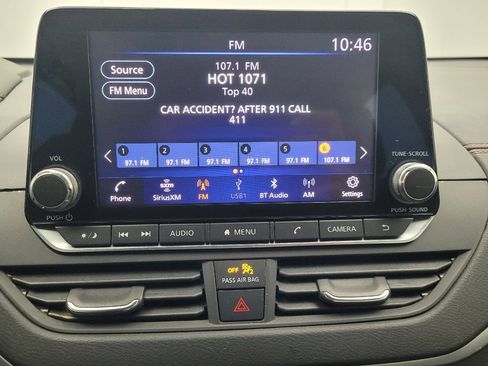 FM
10:46
Source
107.1 FM
HOT 1071
FM Menu
Top 40
CAR ACCIDENT? AFTER 911 CALL
411
1 2 3 4 5 6
97.1 FM 97.1 FM 97.1 FM 97.1 FM 97.1 FM 107.1 FM
VOL
TUNE·SCROLL
Phone SiriusXM FM USB1 BT Audio AM Settings
PUSH
PUSH SOUND
AUDIO MENU CAMERA
OFF 2
PASS AIR BAG